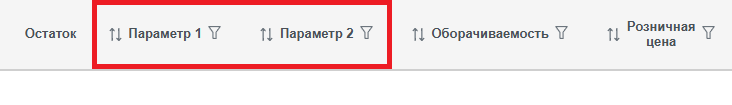 Остаток
Параметр 1
Параметр 2
Оборачиваемость
Розничная
цена